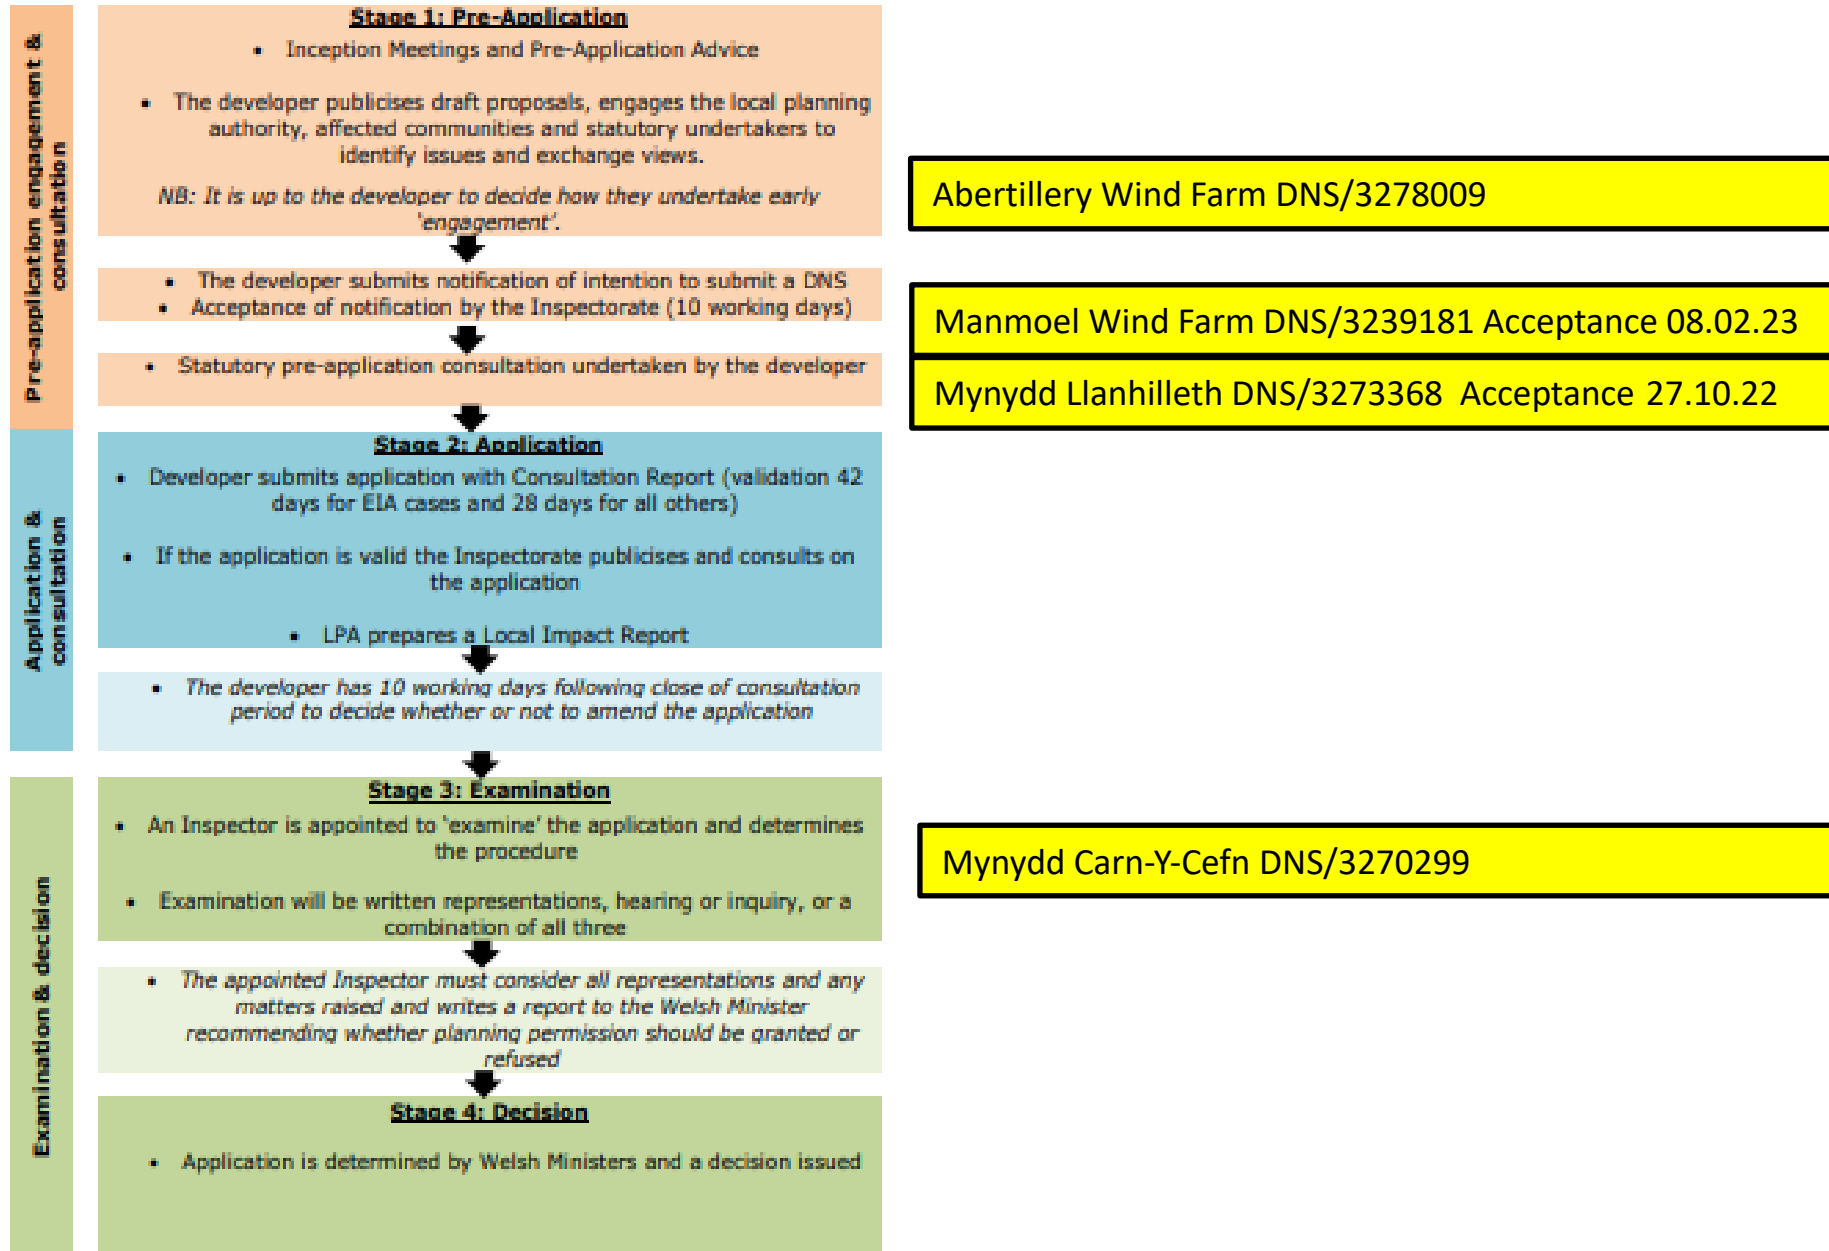 Pre-application engagement &
consultation
Stage 1: Pre-Application
• Inception Meetings and Pre-Application Advice
• The developer publicises draft proposals, engages the local planning
authority, affected communities and statutory undertakers to
identify issues and exchange views.
NB: It is up to the developer to decide how they undertake early
'engagement'.
Abertillery Wind Farm DNS/3278009
• The developer submits notification of intention to submit a DNS
• Acceptance of notification by the Inspectorate (10 working days)
Manmoel Wind Farm DNS/3239181 Acceptance 08.02.23
• Statutory pre-application consultation undertaken by the developer
Mynydd Llanhilleth DNS/3273368 Acceptance 27.10.22
Application &
consultation
Stage 2: Application
• Developer submits application with Consultation Report (validation 42
days for EIA cases and 28 days for all others)
• If the application is valid the Inspectorate publicises and consults on
the application
• LPA prepares a Local Impact Report
• The developer has 10 working days following close of consultation
period to decide whether or not to amend the application
Examination & decision
Stage 3: Examination
• An Inspector is appointed to 'examine' the application and determines
the procedure
• Examination will be written representations, hearing or inquiry, or a
combination of all three
Mynydd Carn-Y-Cefn DNS/3270299
• The appointed Inspector must consider all representations and any
matters raised and writes a report to the Welsh Minister
recommending whether planning permission should be granted or
refused
Stage 4: Decision
• Application is determined by Welsh Ministers and a decision issued